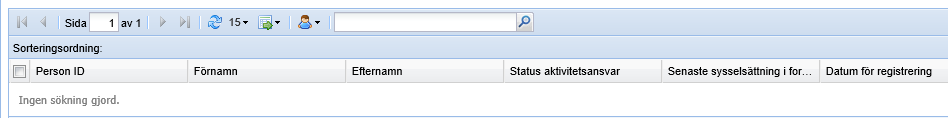 Sida 1 av 1 15
Sorteringsordning:
Person ID Förnamn Efternamn Status aktivitetsansvar Senaste sysselsättning i for… Datum för registrering
Ingen sökning gjord.